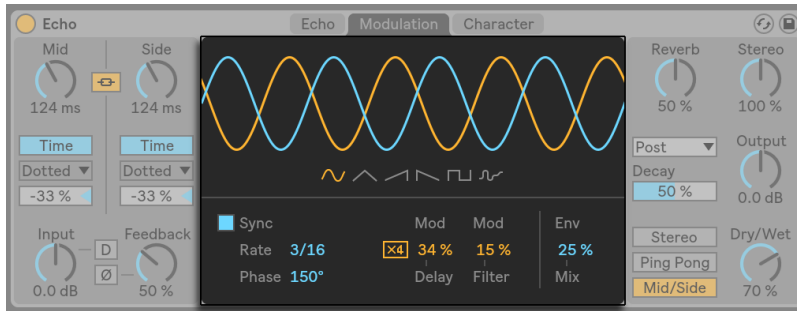 Echo
Echo Modulation Character
Mid Side
124 ms 124 ms
Time Time
Dotted Dotted
-33 % -33 %
Input D Feedback
Ø
0.0 dB 50 %
Sync Mod Mod Env
Rate 3/16 ×4 34 % 15 % 25 %
Phase 150° Delay Filter Mix
Reverb Stereo
50 % 100 %
Post Output
Decay
50 % 0.0 dB
Stereo Dry/Wet
Ping Pong
Mid/Side 70 %